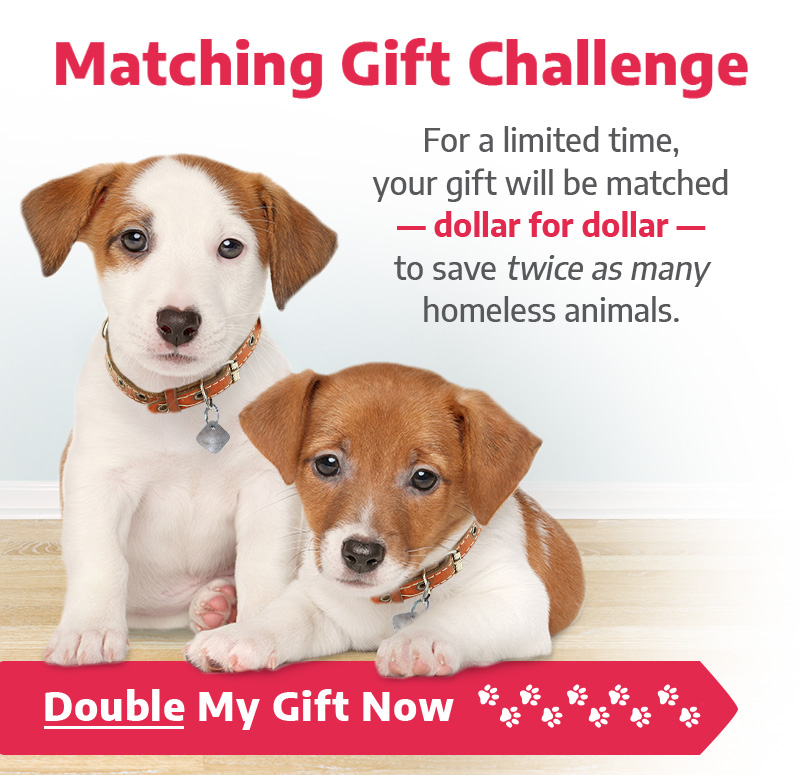 Matching Gift Challenge
For a limited time,
your gift will be matched
— dollar for dollar —
to save twice as many
homeless animals.
Double My Gift Now